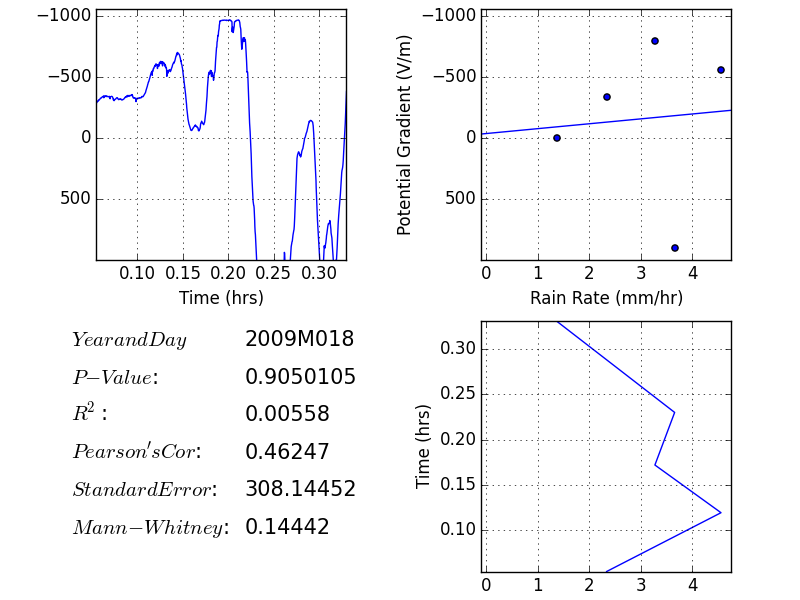 −1000
−500
0
500
0.10 0.15 0.20 0.25 0.30
Time (hrs)
−1000
−500
0
500
Potential Gradient (V/m)
0 1 2 3 4
Rain Rate (mm/hr)
YearandDay 2009M018
P−Value: 0.9050105
R²: 0.00558
Pearson'sCor: 0.46247
StandardError: 308.14452
Mann−Whitney: 0.14442
0.30
0.25
0.20
0.15
0.10
Time (hrs)
0 1 2 3 4